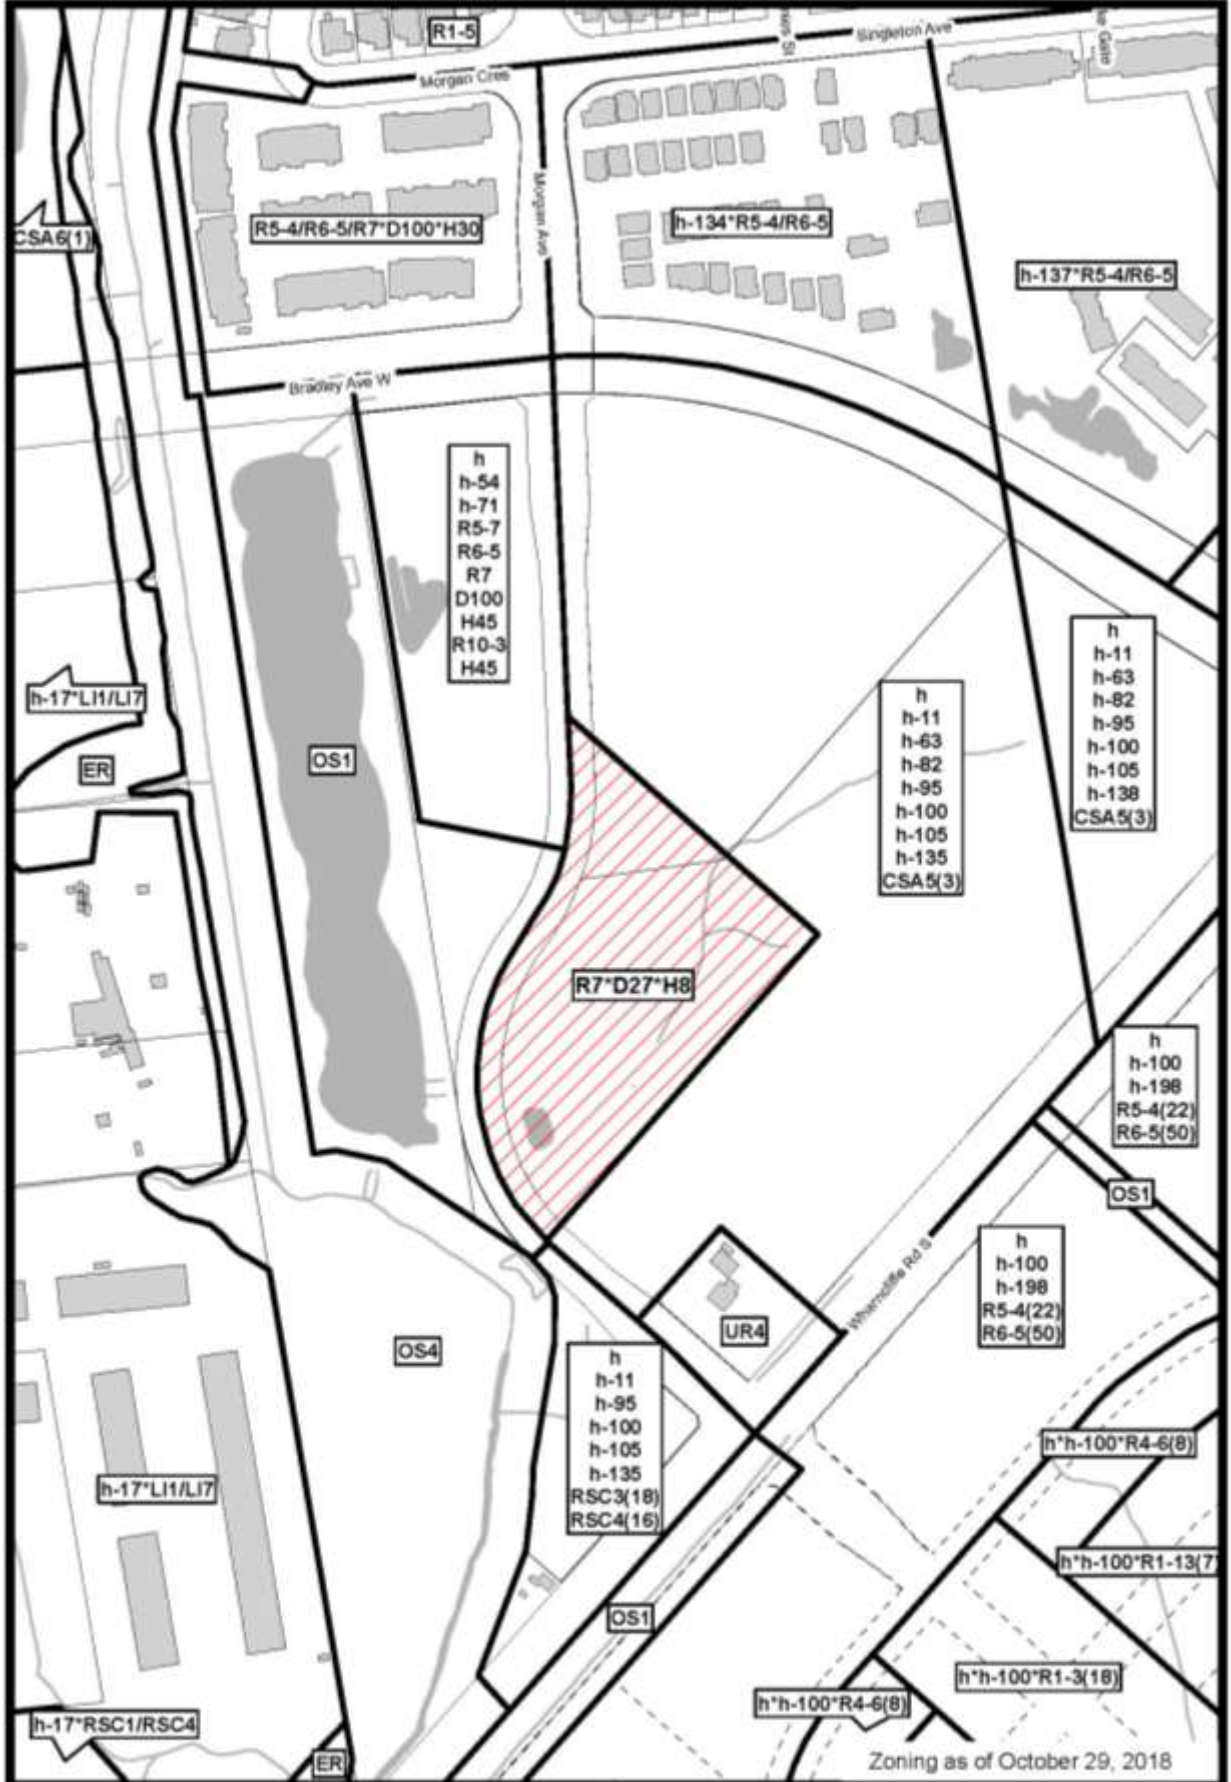 R1-5
Singleton Ave
Morgan Cres
Morgan Ave
R5-4/R6-5/R7*D100*H30
h-134*R5-4/R6-5
CSA6(1)
h-137*R5-4/R6-5
Bradley Ave W
h
h-54
h-71
R5-7
R6-5
R7
D100
H45
R10-3
H45
h
h-11
h-63
h-82
h-95
h-100
h-105
h-138
CSA5(3)
h
h-11
h-63
h-82
h-95
h-100
h-105
h-135
CSA5(3)
h-17*LI1/LI7
ER
OS1
R7*D27*H8
h
h-100
h-198
R5-4(22)
R6-5(50)
OS1
h
h-100
h-198
R5-4(22)
R6-5(50)
Wharncliffe Rd S
UR4
OS4
h
h-11
h-95
h-100
h-105
h-135
RSC3(18)
RSC4(16)
h*h-100*R4-6(8)
h-17*LI1/LI7
h*h-100*R1-13(7
OS1
h*h-100*R1-3(18)
h*h-100*R4-6(8)
h-17*RSC1/RSC4
ER
Zoning as of October 29, 2018